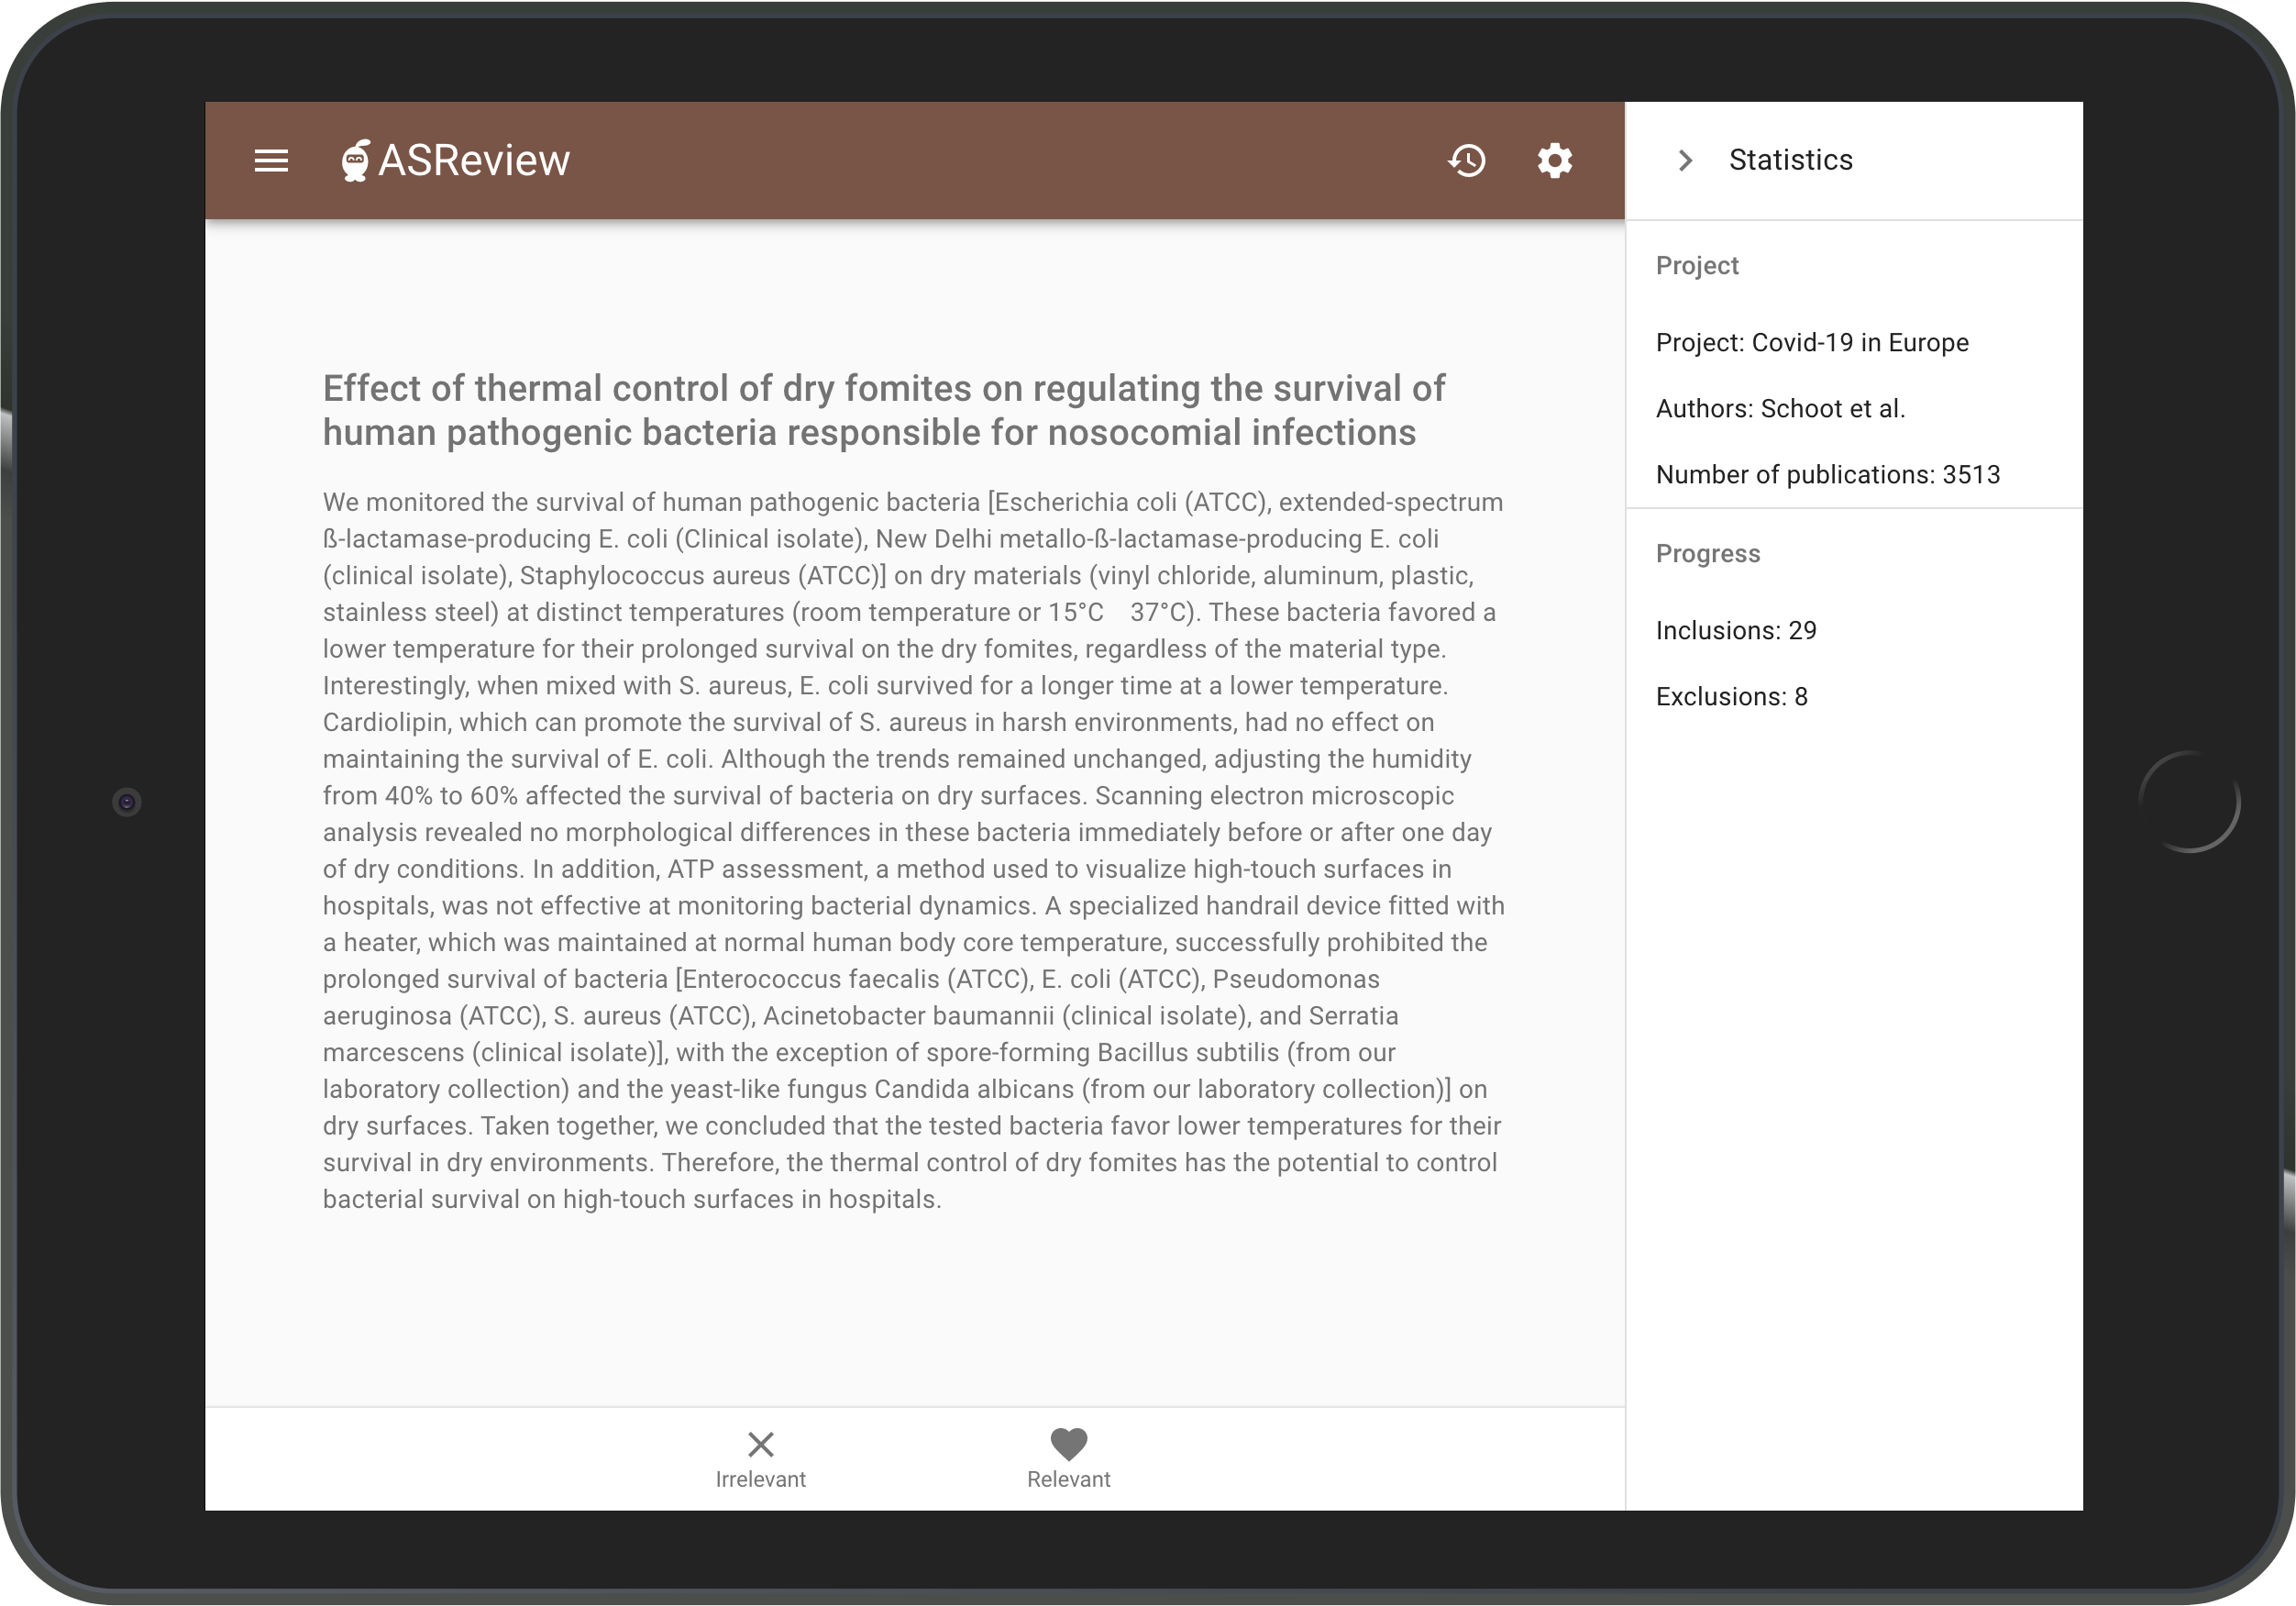 ASReview
Effect of thermal control of dry fomites on regulating the survival of
human pathogenic bacteria responsible for nosocomial infections
We monitored the survival of human pathogenic bacteria [Escherichia coli (ATCC), extended-spectrum
ß-lactamase-producing E. coli (Clinical isolate), New Delhi metallo-ß-lactamase-producing E. coli
(clinical isolate), Staphylococcus aureus (ATCC)] on dry materials (vinyl chloride, aluminum, plastic,
stainless steel) at distinct temperatures (room temperature or 15°C 37°C). These bacteria favored a
lower temperature for their prolonged survival on the dry fomites, regardless of the material type.
Interestingly, when mixed with S. aureus, E. coli survived for a longer time at a lower temperature.
Cardiolipin, which can promote the survival of S. aureus in harsh environments, had no effect on
maintaining the survival of E. coli. Although the trends remained unchanged, adjusting the humidity
from 40% to 60% affected the survival of bacteria on dry surfaces. Scanning electron microscopic
analysis revealed no morphological differences in these bacteria immediately before or after one day
of dry conditions. In addition, ATP assessment, a method used to visualize high-touch surfaces in
hospitals, was not effective at monitoring bacterial dynamics. A specialized handrail device fitted with
a heater, which was maintained at normal human body core temperature, successfully prohibited the
prolonged survival of bacteria [Enterococcus faecalis (ATCC), E. coli (ATCC), Pseudomonas
aeruginosa (ATCC), S. aureus (ATCC), Acinetobacter baumannii (clinical isolate), and Serratia
marcescens (clinical isolate)], with the exception of spore-forming Bacillus subtilis (from our
laboratory collection) and the yeast-like fungus Candida albicans (from our laboratory collection)] on
dry surfaces. Taken together, we concluded that the tested bacteria favor lower temperatures for their
survival in dry environments. Therefore, the thermal control of dry fomites has the potential to control
bacterial survival on high-touch surfaces in hospitals.
Irrelevant
Relevant
Statistics
Project
Project: Covid-19 in Europe
Authors: Schoot et al.
Number of publications: 3513
Progress
Inclusions: 29
Exclusions: 8